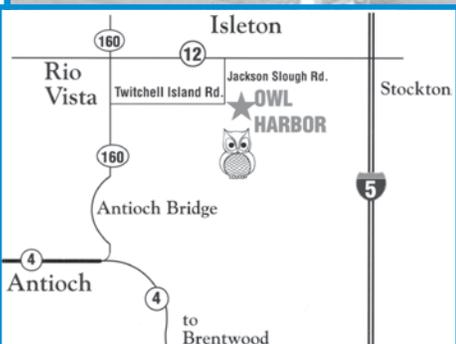 Isleton
160
12
Rio
Vista
Jackson Slough Rd.
Twitchell Island Rd.
Stockton
OWL
HARBOR
160
5
Antioch Bridge
4
Antioch
4
to
Brentwood